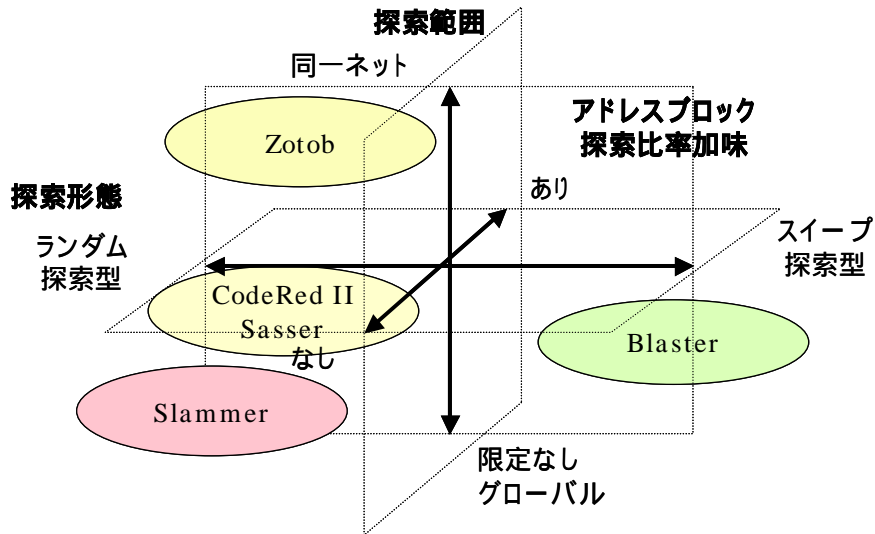 探索範囲
同一ネット
アドレスブロック
探索比率加味
Zotob
あり
探索形態
ランダム
探索型
スイープ
探索型
CodeRed II
Sasser
なし
Blaster
Slammer
限定なし
グローバル